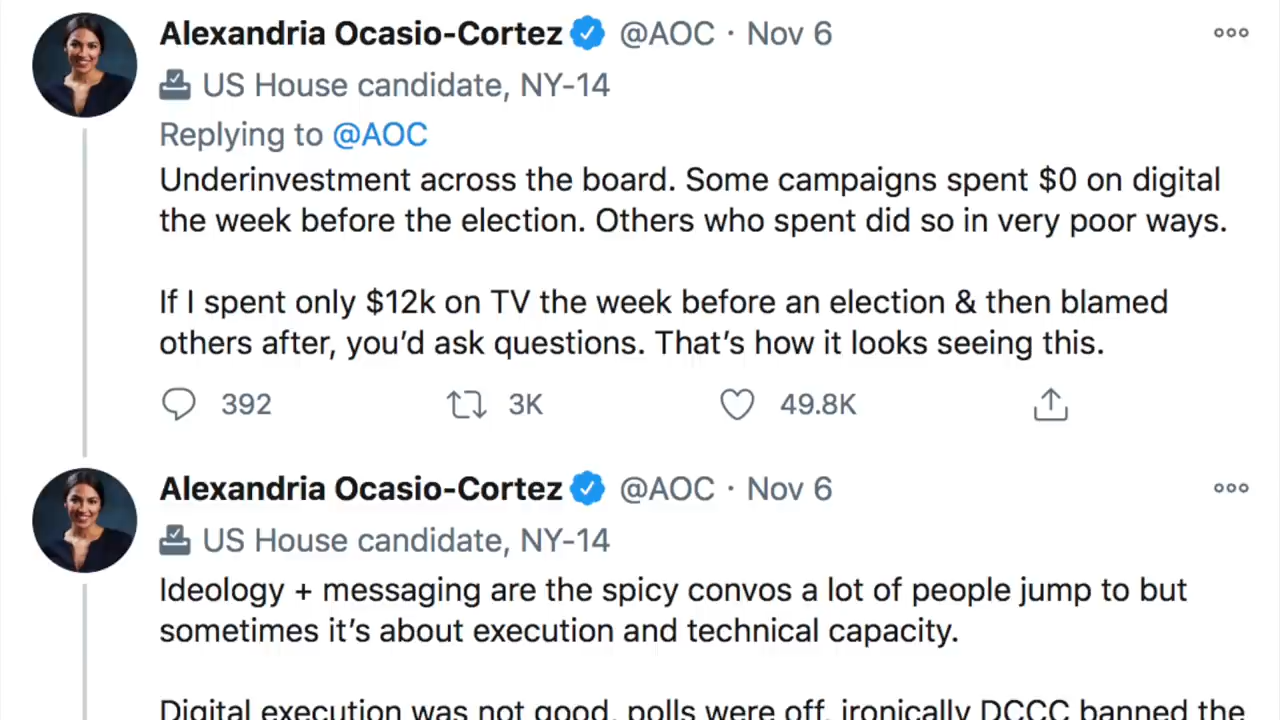 Alexandria Ocasio-Cortez @AOC · Nov 6
US House candidate, NY-14
Replying to @AOC
Underinvestment across the board. Some campaigns spent $0 on digital
the week before the election. Others who spent did so in very poor ways.
If I spent only $12k on TV the week before an election & then blamed
others after, you’d ask questions. That’s how it looks seeing this.
392 3K 49.8K
Alexandria Ocasio-Cortez @AOC · Nov 6
US House candidate, NY-14
Ideology + messaging are the spicy convos a lot of people jump to but
sometimes it’s about execution and technical capacity.
Digital execution was not good, polls were off, ironically DCCC banned the